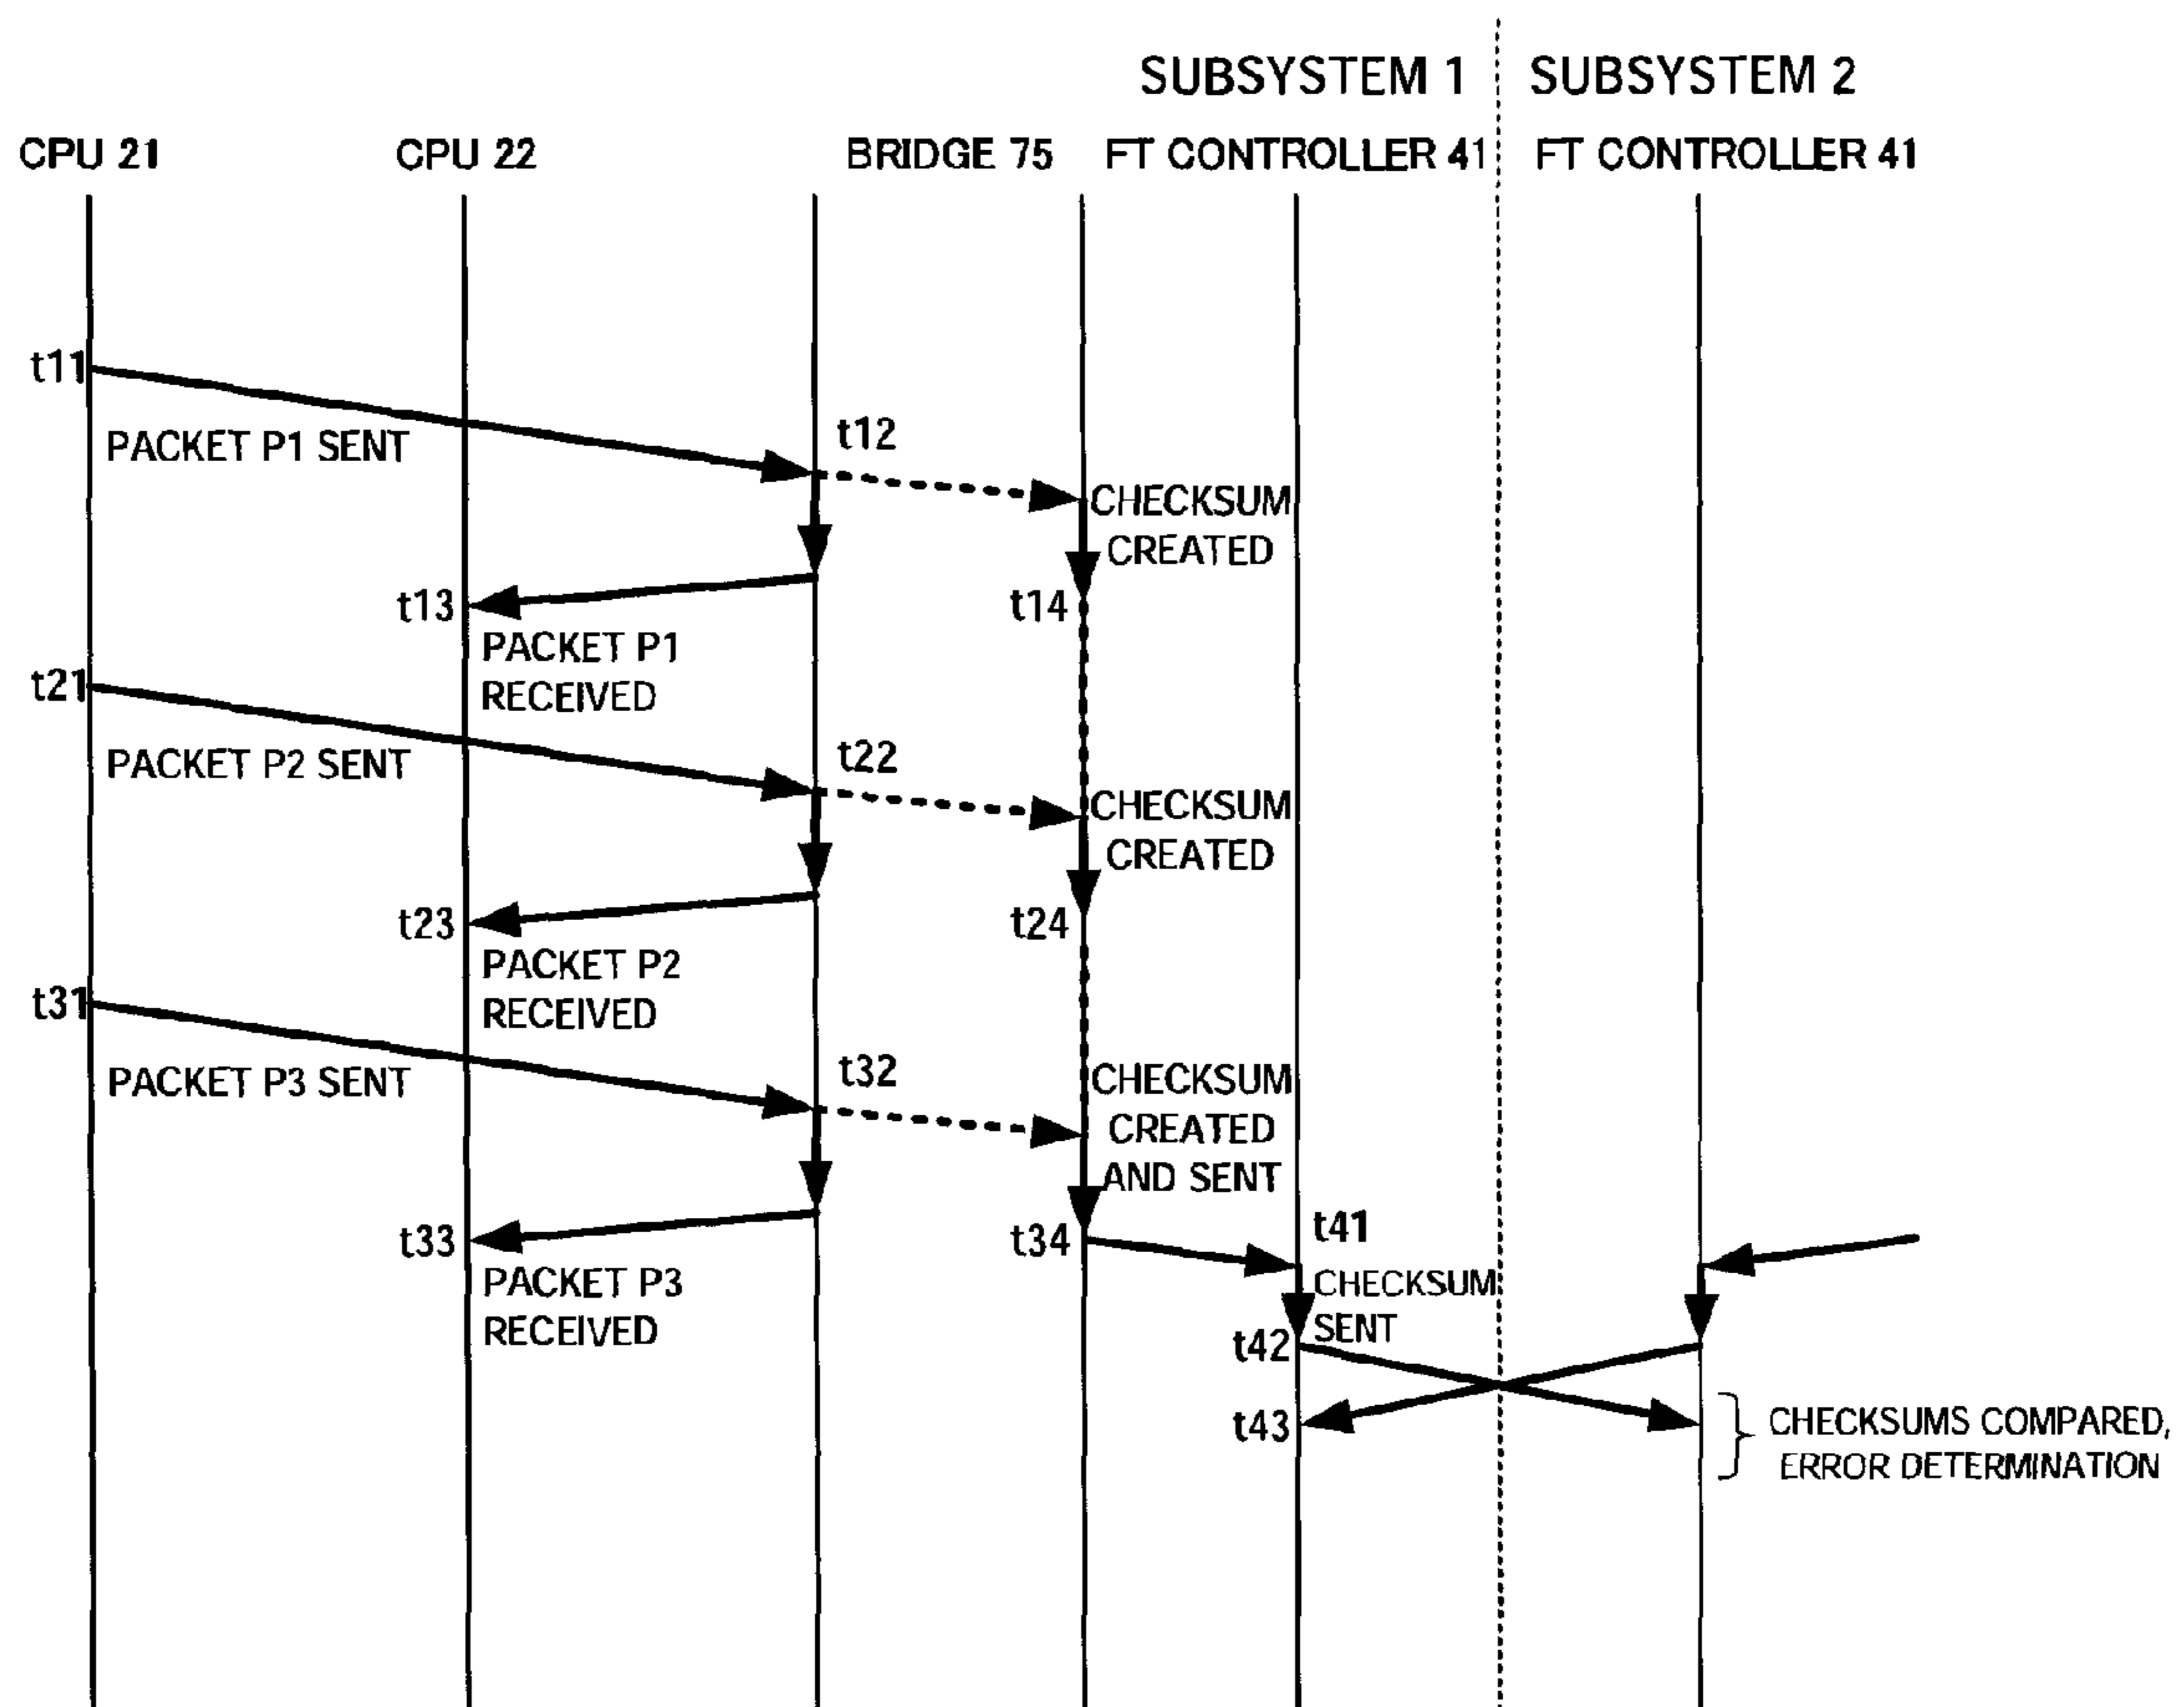 SUBSYSTEM 1 SUBSYSTEM 2
CPU 21 CPU 22 BRIDGE 75 FT CONTROLLER 41 FT CONTROLLER 41
t11
PACKET P1 SENT
t12
CHECKSUM
CREATED
t13
t14
PACKET P1
RECEIVED
t21
PACKET P2 SENT
t22
CHECKSUM
CREATED
t23
t24
PACKET P2
RECEIVED
t31
PACKET P3 SENT
t32
CHECKSUM
CREATED
AND SENT
t33
t34
PACKET P3
RECEIVED
t41
CHECKSUM
SENT
t42
t43
CHECKSUMS COMPARED,
ERROR DETERMINATION